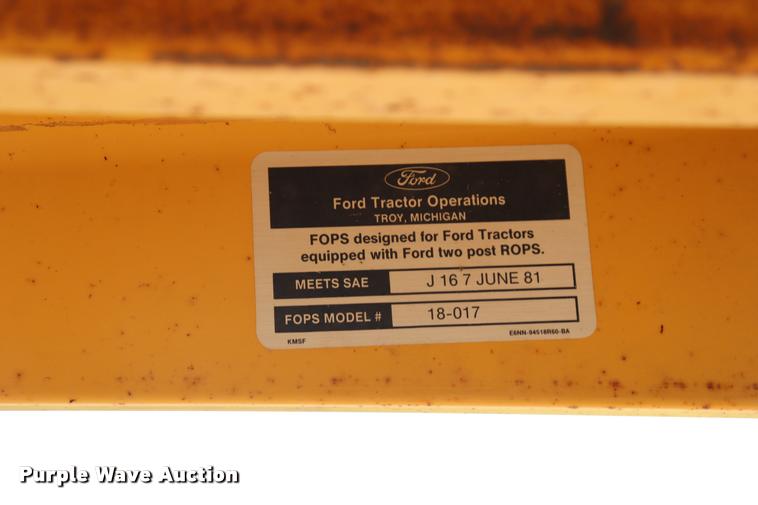 Ford
Ford Tractor Operations
TROY, MICHIGAN
FOPS designed for Ford Tractors
equipped with Ford two post ROPS.
MEETS SAE J 16 7 JUNE 81
FOPS MODEL # 18-017
KMSF E6NN-94518R60-BA
Purple Wave Auction